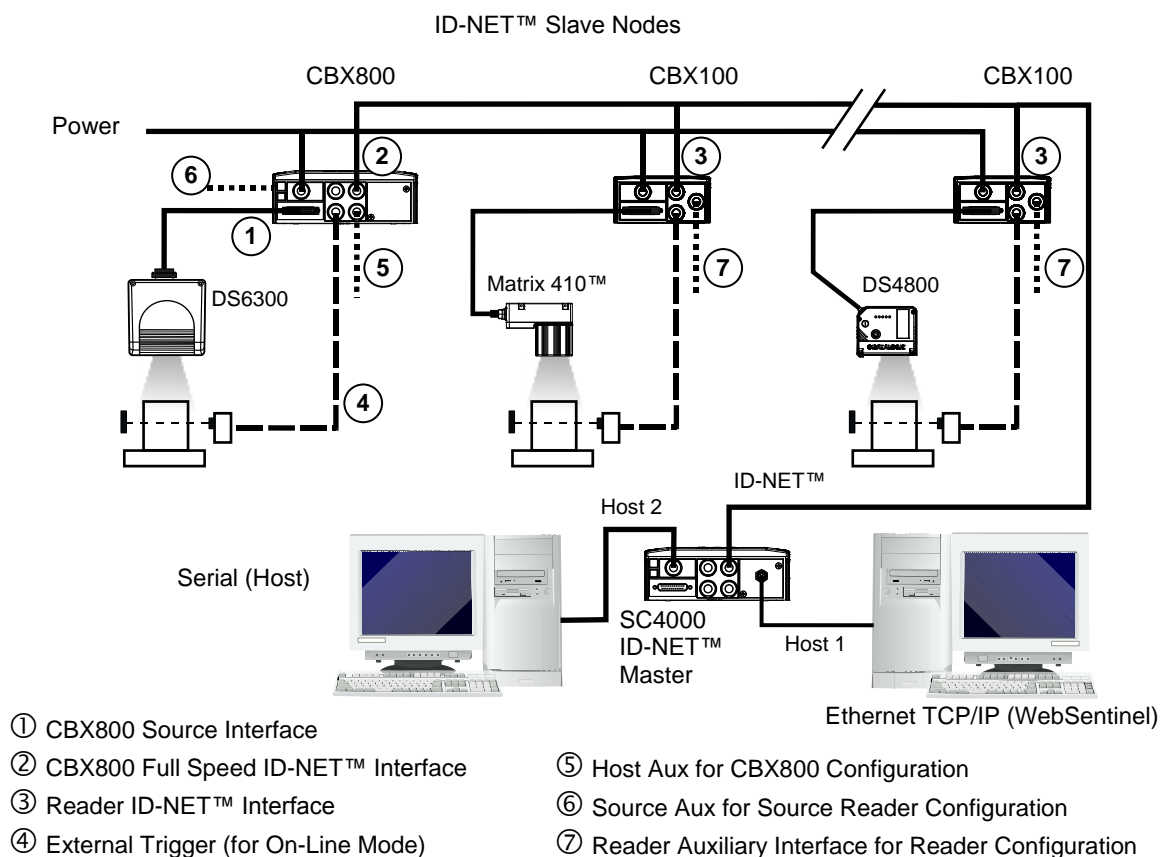 ID-NET™ Slave Nodes
CBX800
CBX100
CBX100
Power
2
3
3
6
1
5
7
7
DS6300
Matrix 410™
DS4800
DATALOGIC
4
ID-NET™
Host 2
Serial (Host)
SC4000
ID-NET™
Master
Host 1
Ethernet TCP/IP (WebSentinel)
① CBX800 Source Interface
② CBX800 Full Speed ID-NET™ Interface
③ Reader ID-NET™ Interface
④ External Trigger (for On-Line Mode)
⑤ Host Aux for CBX800 Configuration
⑥ Source Aux for Source Reader Configuration
⑦ Reader Auxiliary Interface for Reader Configuration